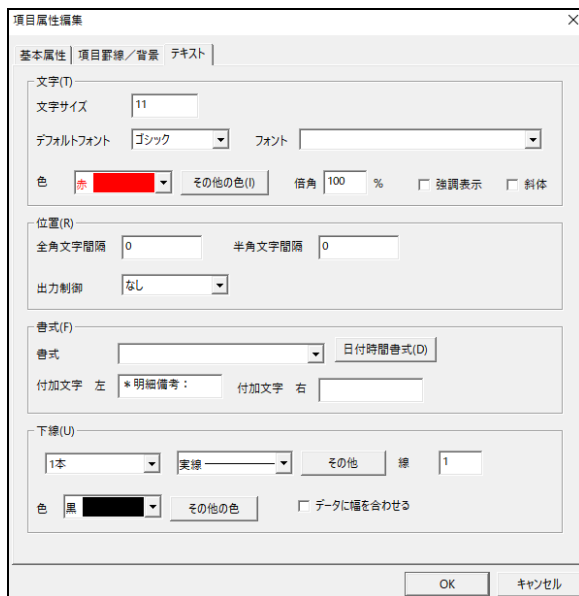 項目属性編集 ×
基本属性 項目罫線／背景 テキスト
文字(T)
文字サイズ 11
デフォルトフォント ゴシック フォント
色 赤 その他の色(I) 倍角 100 % 強調表示 斜体
位置(R)
全角文字間隔 0 半角文字間隔 0
出力制御 なし
書式(F)
書式 日付時間書式(D)
付加文字 左 ＊明細備考： 付加文字 右
下線(U)
1本 実線 その他 線 1
色 黒 その他の色 データに幅を合わせる
OK キャンセル